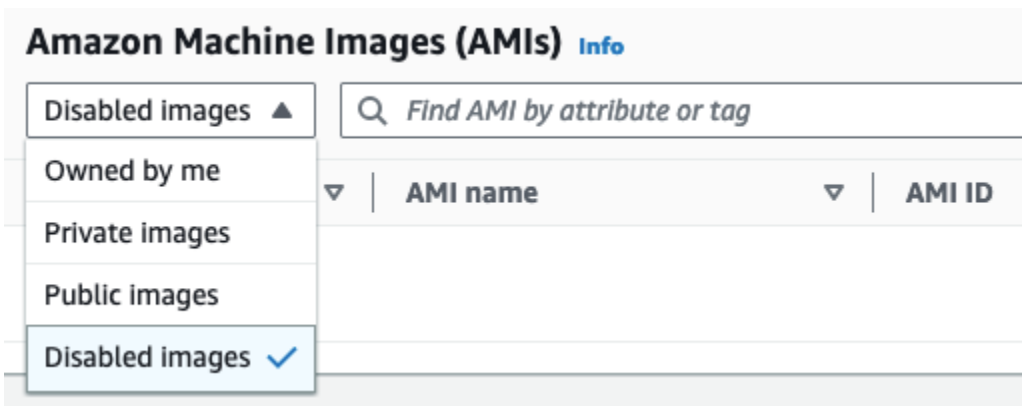 Amazon Machine Images (AMIs) Info
Disabled images
Find AMI by attribute or tag
Owned by me
AMI name
AMI ID
Private images
Public images
Disabled images